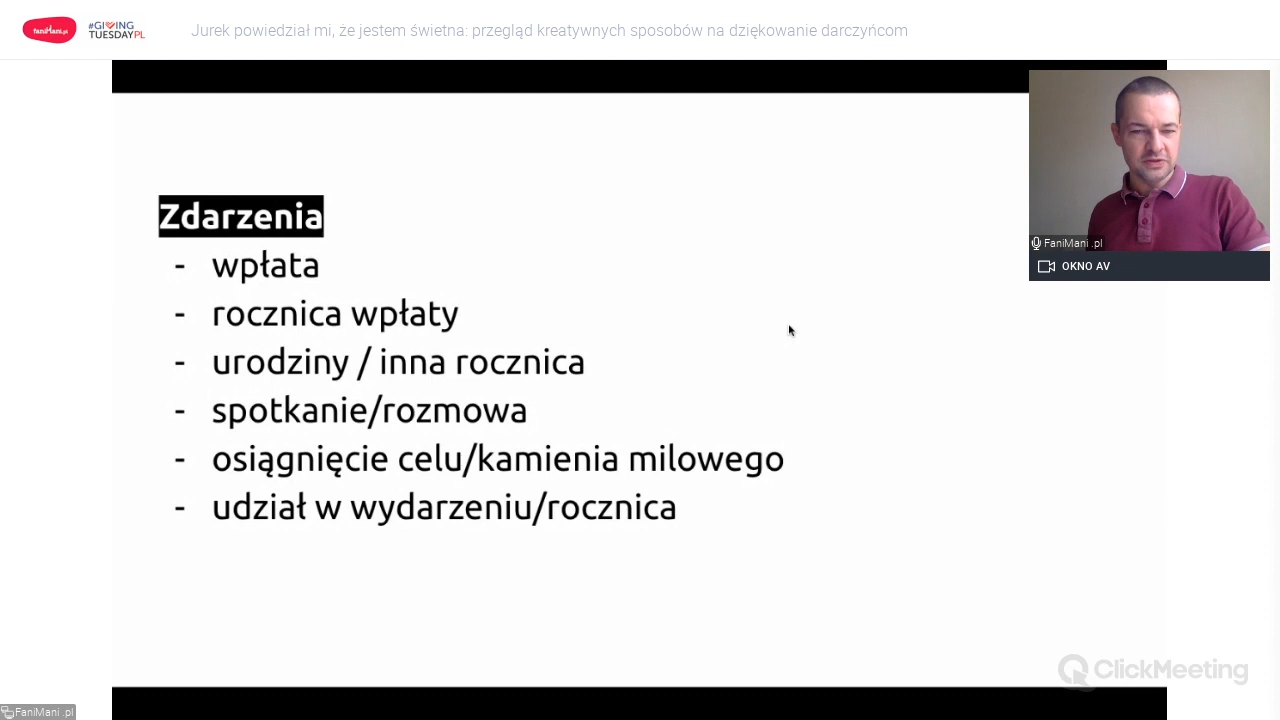 faniMani.pl
#GIVING
TUESDAYPL
Jurek powiedział mi, że jestem świetna: przegląd kreatywnych sposobów na dziękowanie darczyńcom
Zdarzenia
- wpłata
- rocznica wpłaty
- urodziny / inna rocznica
- spotkanie/rozmowa
- osiągnięcie celu/kamienia milowego
- udział w wydarzeniu/rocznica
FaniMani .pl
OKNO AV
ClickMeeting
FaniMani .pl